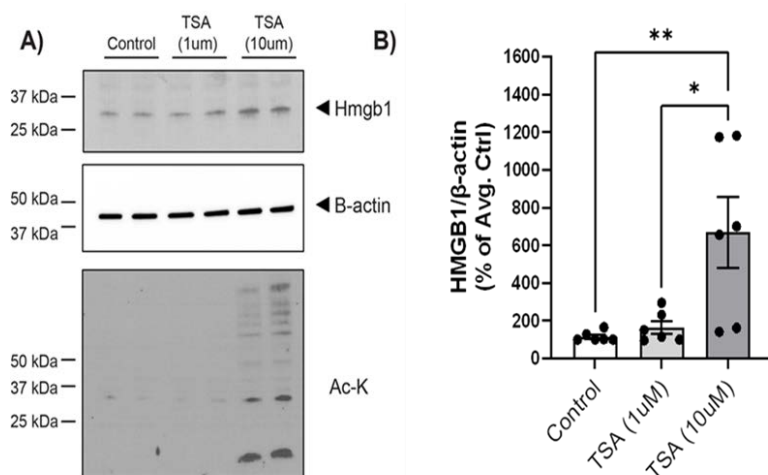 A)
Control
TSA
(1um)
TSA
(10um)
37 kDa
25 kDa
Hmgb1
50 kDa
37 kDa
B-actin
50 kDa
37 kDa
25 kDa
Ac-K
B)
**
*
HMGB1/β-actin
(% of Avg. Ctrl)
1600
1400
1200
1000
800
600
400
200
0
Control
TSA (1uM)
TSA (10uM)